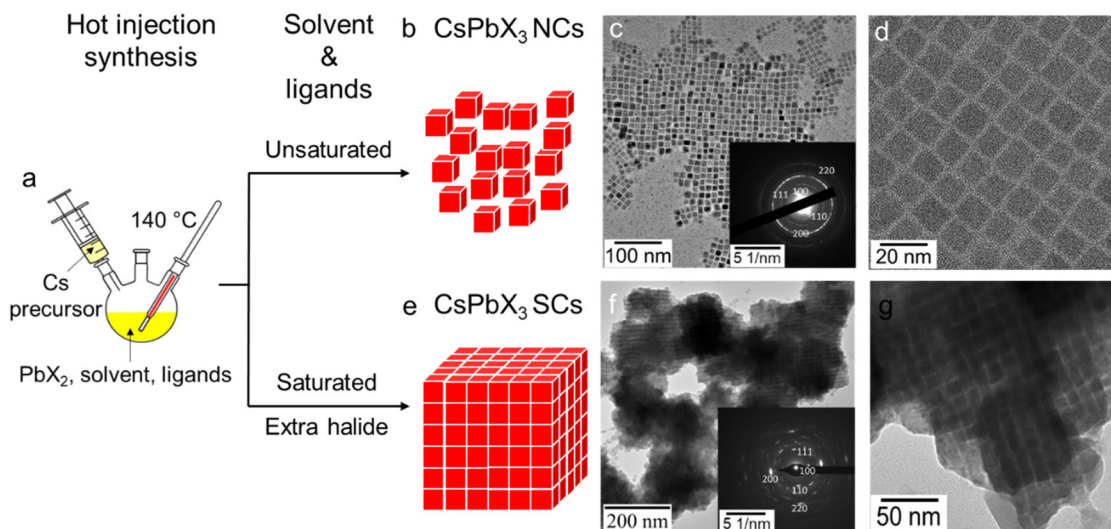 Hot injection
synthesis
Solvent
&
ligands
a
140 °C
Cs
precursor
PbX₂, solvent, ligands
Unsaturated
Saturated
Extra halide
b CsPbX₃ NCs
c
220
111
100
110
200
100 nm
5 1/nm
d
20 nm
e CsPbX₃ SCs
f
111
200
100
110
220
200 nm
5 1/nm
g
50 nm